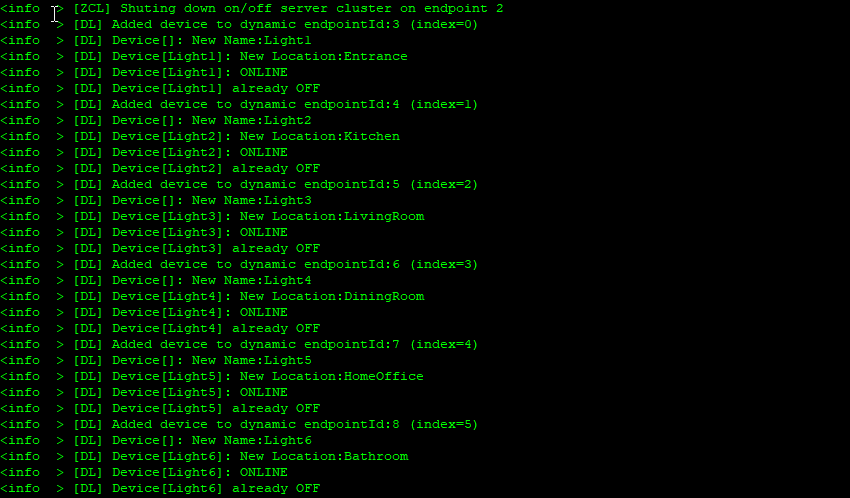 <info  > [ZCL] Shuting down on/off server cluster on endpoint 2
<info  > [DL] Added device to dynamic endpointId:3 (index=0)
<info  > [DL] Device[]: New Name:Light1
<info  > [DL] Device[Light1]: New Location:Entrance
<info  > [DL] Device[Light1]: ONLINE
<info  > [DL] Device[Light1] already OFF
<info  > [DL] Added device to dynamic endpointId:4 (index=1)
<info  > [DL] Device[]: New Name:Light2
<info  > [DL] Device[Light2]: New Location:Kitchen
<info  > [DL] Device[Light2]: ONLINE
<info  > [DL] Device[Light2] already OFF
<info  > [DL] Added device to dynamic endpointId:5 (index=2)
<info  > [DL] Device[]: New Name:Light3
<info  > [DL] Device[Light3]: New Location:LivingRoom
<info  > [DL] Device[Light3]: ONLINE
<info  > [DL] Device[Light3] already OFF
<info  > [DL] Added device to dynamic endpointId:6 (index=3)
<info  > [DL] Device[]: New Name:Light4
<info  > [DL] Device[Light4]: New Location:DiningRoom
<info  > [DL] Device[Light4]: ONLINE
<info  > [DL] Device[Light4] already OFF
<info  > [DL] Added device to dynamic endpointId:7 (index=4)
<info  > [DL] Device[]: New Name:Light5
<info  > [DL] Device[Light5]: New Location:HomeOffice
<info  > [DL] Device[Light5]: ONLINE
<info  > [DL] Device[Light5] already OFF
<info  > [DL] Added device to dynamic endpointId:8 (index=5)
<info  > [DL] Device[]: New Name:Light6
<info  > [DL] Device[Light6]: New Location:Bathroom
<info  > [DL] Device[Light6]: ONLINE
<info  > [DL] Device[Light6] already OFF